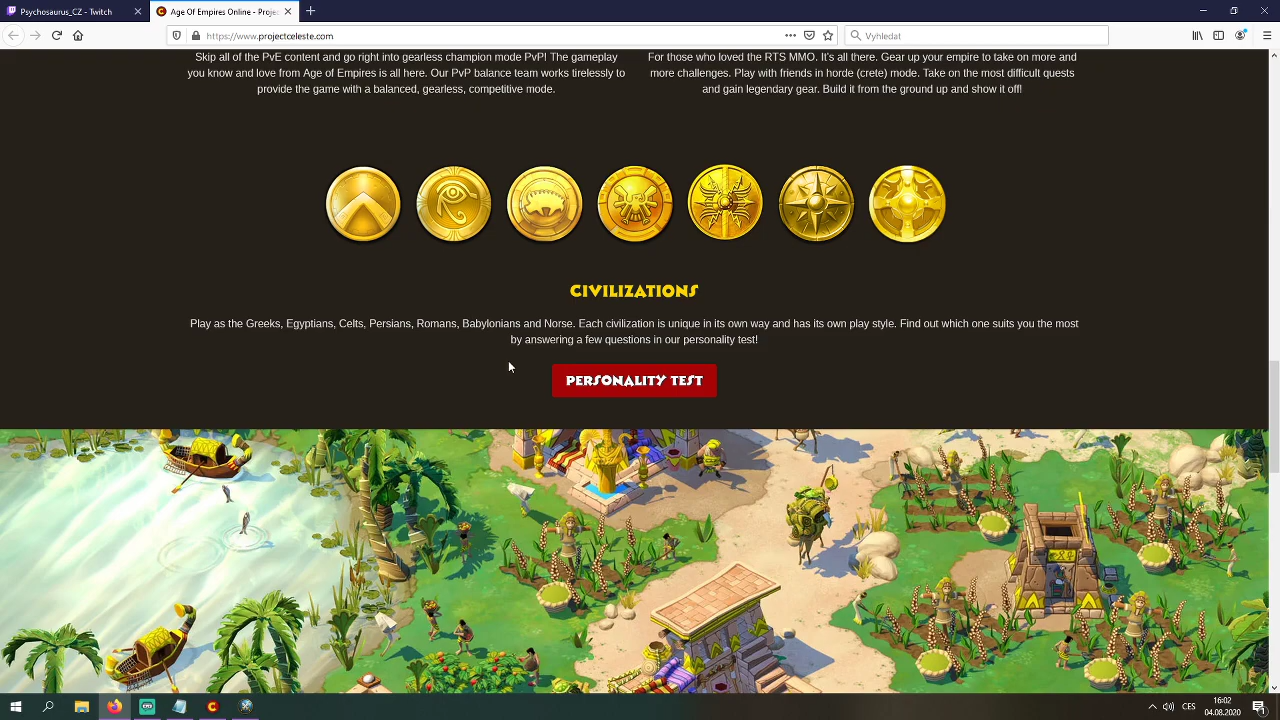 Psychosaurus_CZ - Twitch
Age Of Empires Online - Proje
https://www.projectceleste.com
Vyhledat
Skip all of the PvE content and go right into gearless champion mode PvP! The gameplay
you know and love from Age of Empires is all here. Our PvP balance team works tirelessly to
provide the game with a balanced, gearless, competitive mode.
For those who loved the RTS MMO. It's all there. Gear up your empire to take on more and
more challenges. Play with friends in horde (crete) mode. Take on the most difficult quests
and gain legendary gear. Build it from the ground up and show it off!
CIVILIZATIONS
Play as the Greeks, Egyptians, Celts, Persians, Romans, Babylonians and Norse. Each civilization is unique in its own way and has its own play style. Find out which one suits you the most
by answering a few questions in our personality test!
PERSONALITY TEST
CES
16:02
04.08.2020